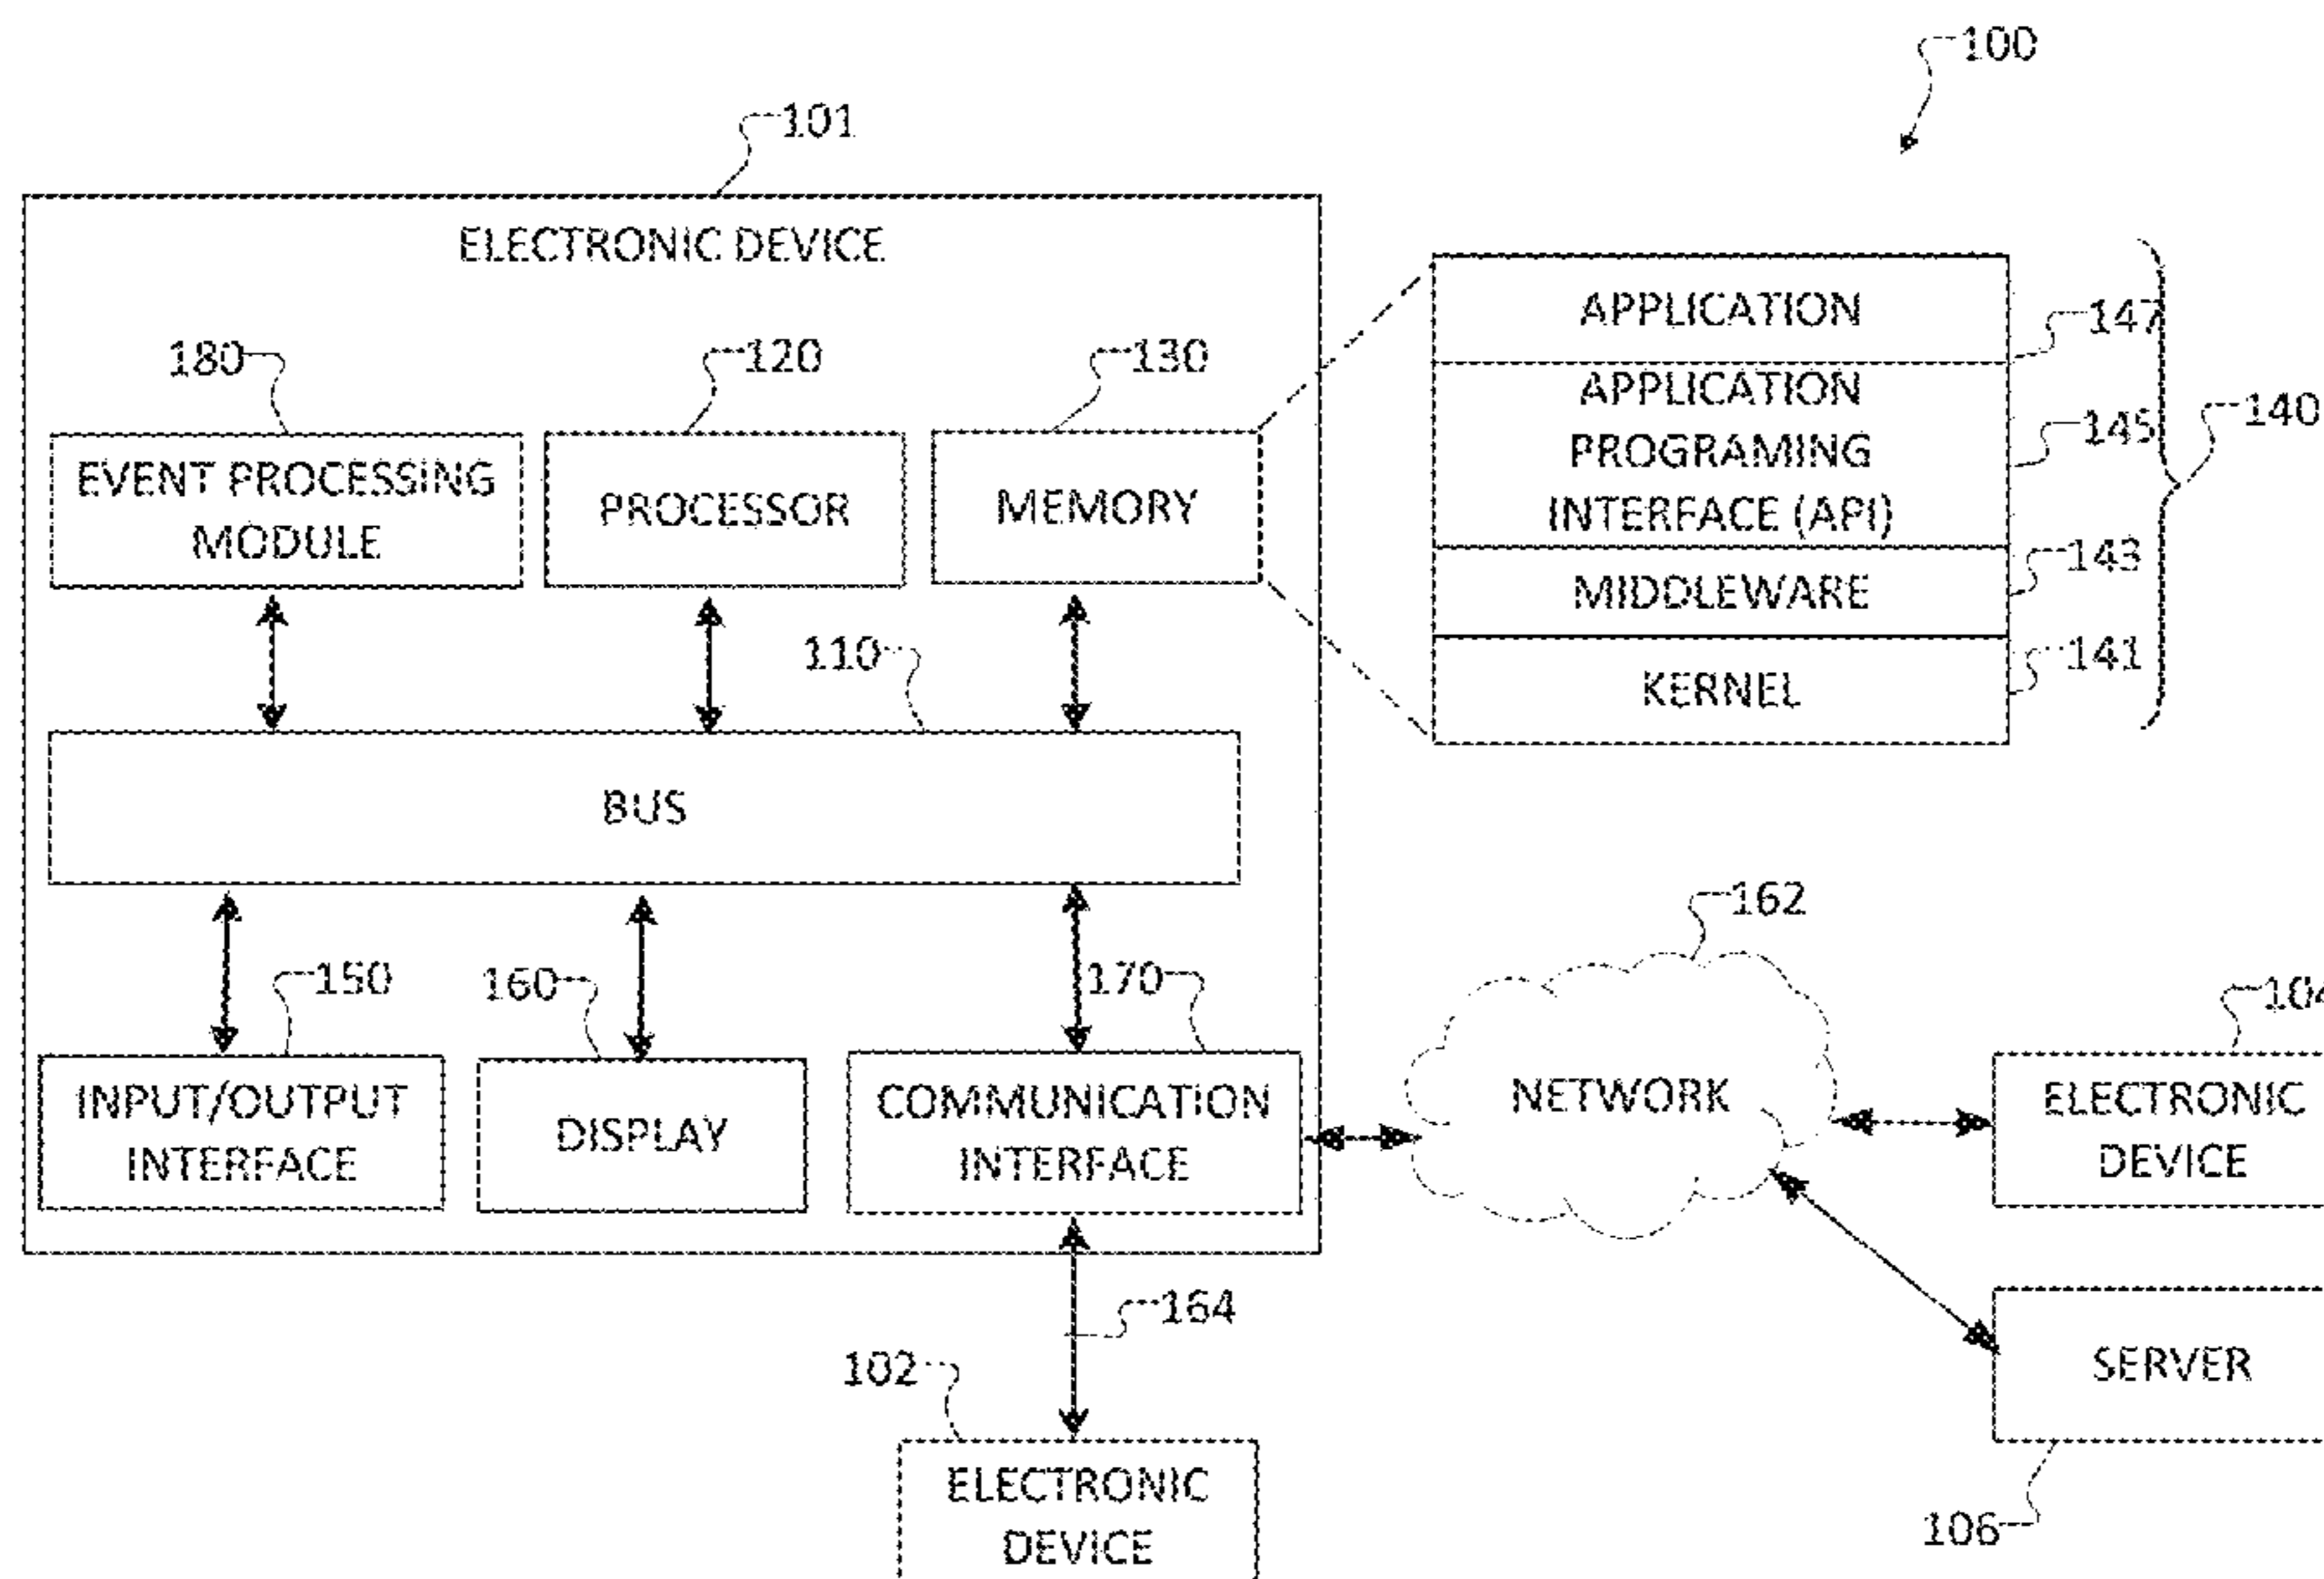 100
101
ELECTRONIC DEVICE
180
120
130
EVENT PROCESSING
MODULE
PROCESSOR
MEMORY
APPLICATION
147
APPLICATION
PROGRAMING
INTERFACE (API)
145
140
MIDDLEWARE
143
KERNEL
141
110
BUS
150
160
170
INPUT/OUTPUT
INTERFACE
DISPLAY
COMMUNICATION
INTERFACE
162
NETWORK
104
ELECTRONIC
DEVICE
164
102
ELECTRONIC
DEVICE
SERVER
106